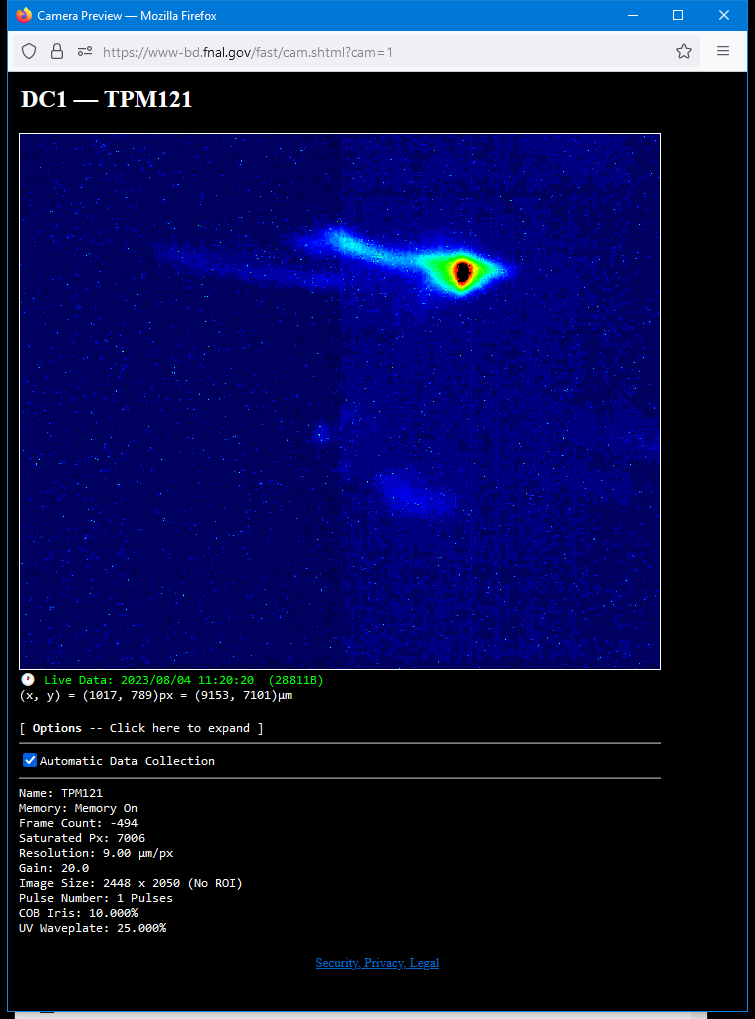 Camera Preview — Mozilla Firefox
https://www-bd.fnal.gov/fast/cam.shtml?cam=1
DC1 — TPM121
Live Data: 2023/08/04 11:20:20 (28811B)
(x, y) = (1017, 789)px = (9153, 7101)µm
[ Options -- Click here to expand ]
Automatic Data Collection
Name: TPM121
Memory: Memory On
Frame Count: -494
Saturated Px: 7006
Resolution: 9.00 µm/px
Gain: 20.0
Image Size: 2448 x 2050 (No ROI)
Pulse Number: 1 Pulses
COB Iris: 10.000%
UV Waveplate: 25.000%
Security, Privacy, Legal